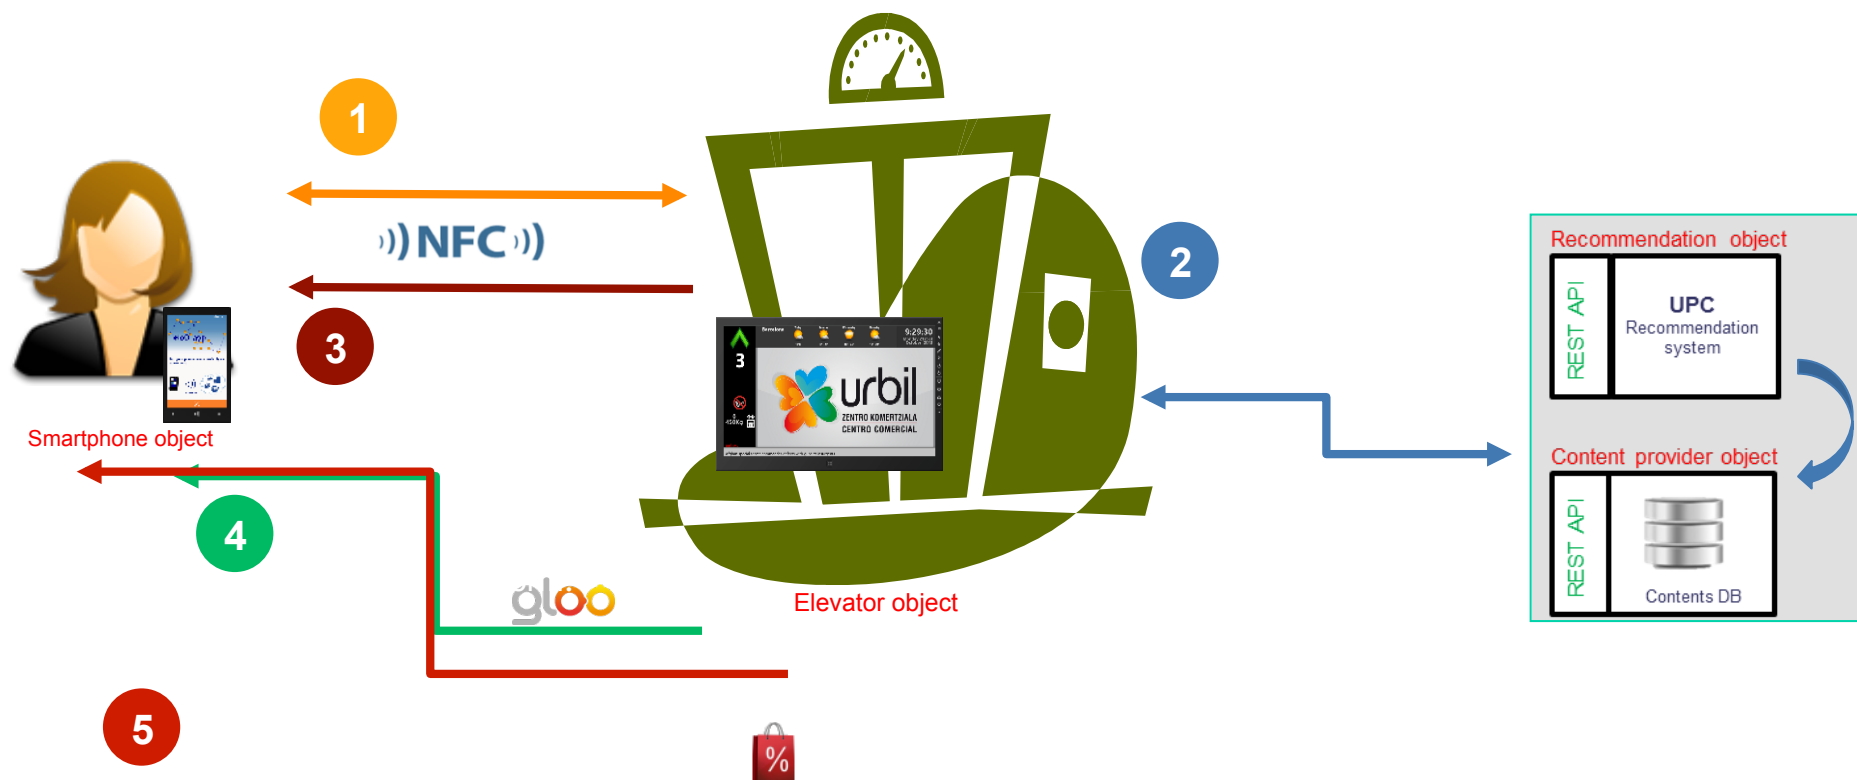 1
NFC
2
3
Smartphone object
3
9:29:30
urbil
ZENTRO KOMERTZIALA
CENTRO COMERCIAL
Elevator object
4
gloo
5
%
Recommendation object
REST API
UPC
Recommendation
system
Content provider object
REST API
Contents DB